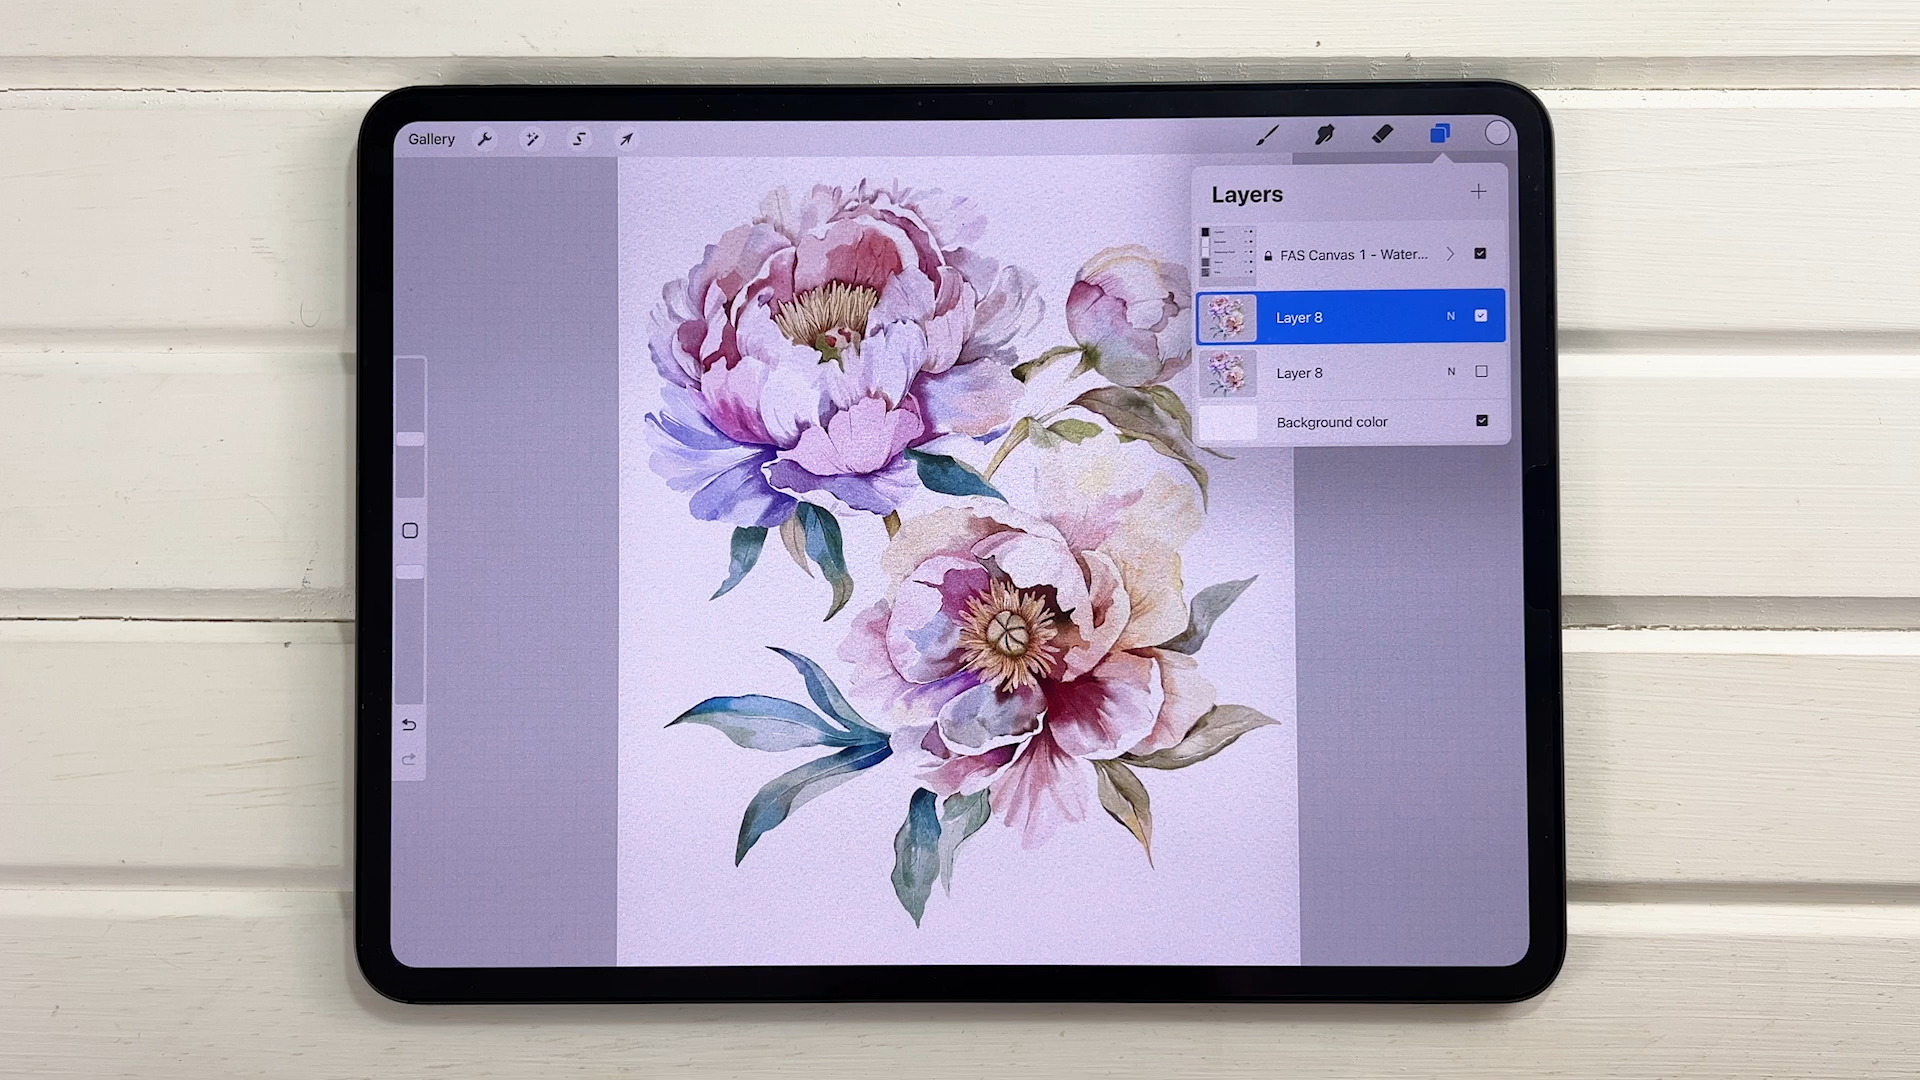 Gallery
Layers
FAS Canvas 1 - Water...
Layer 8 N
Layer 8 N
Background color